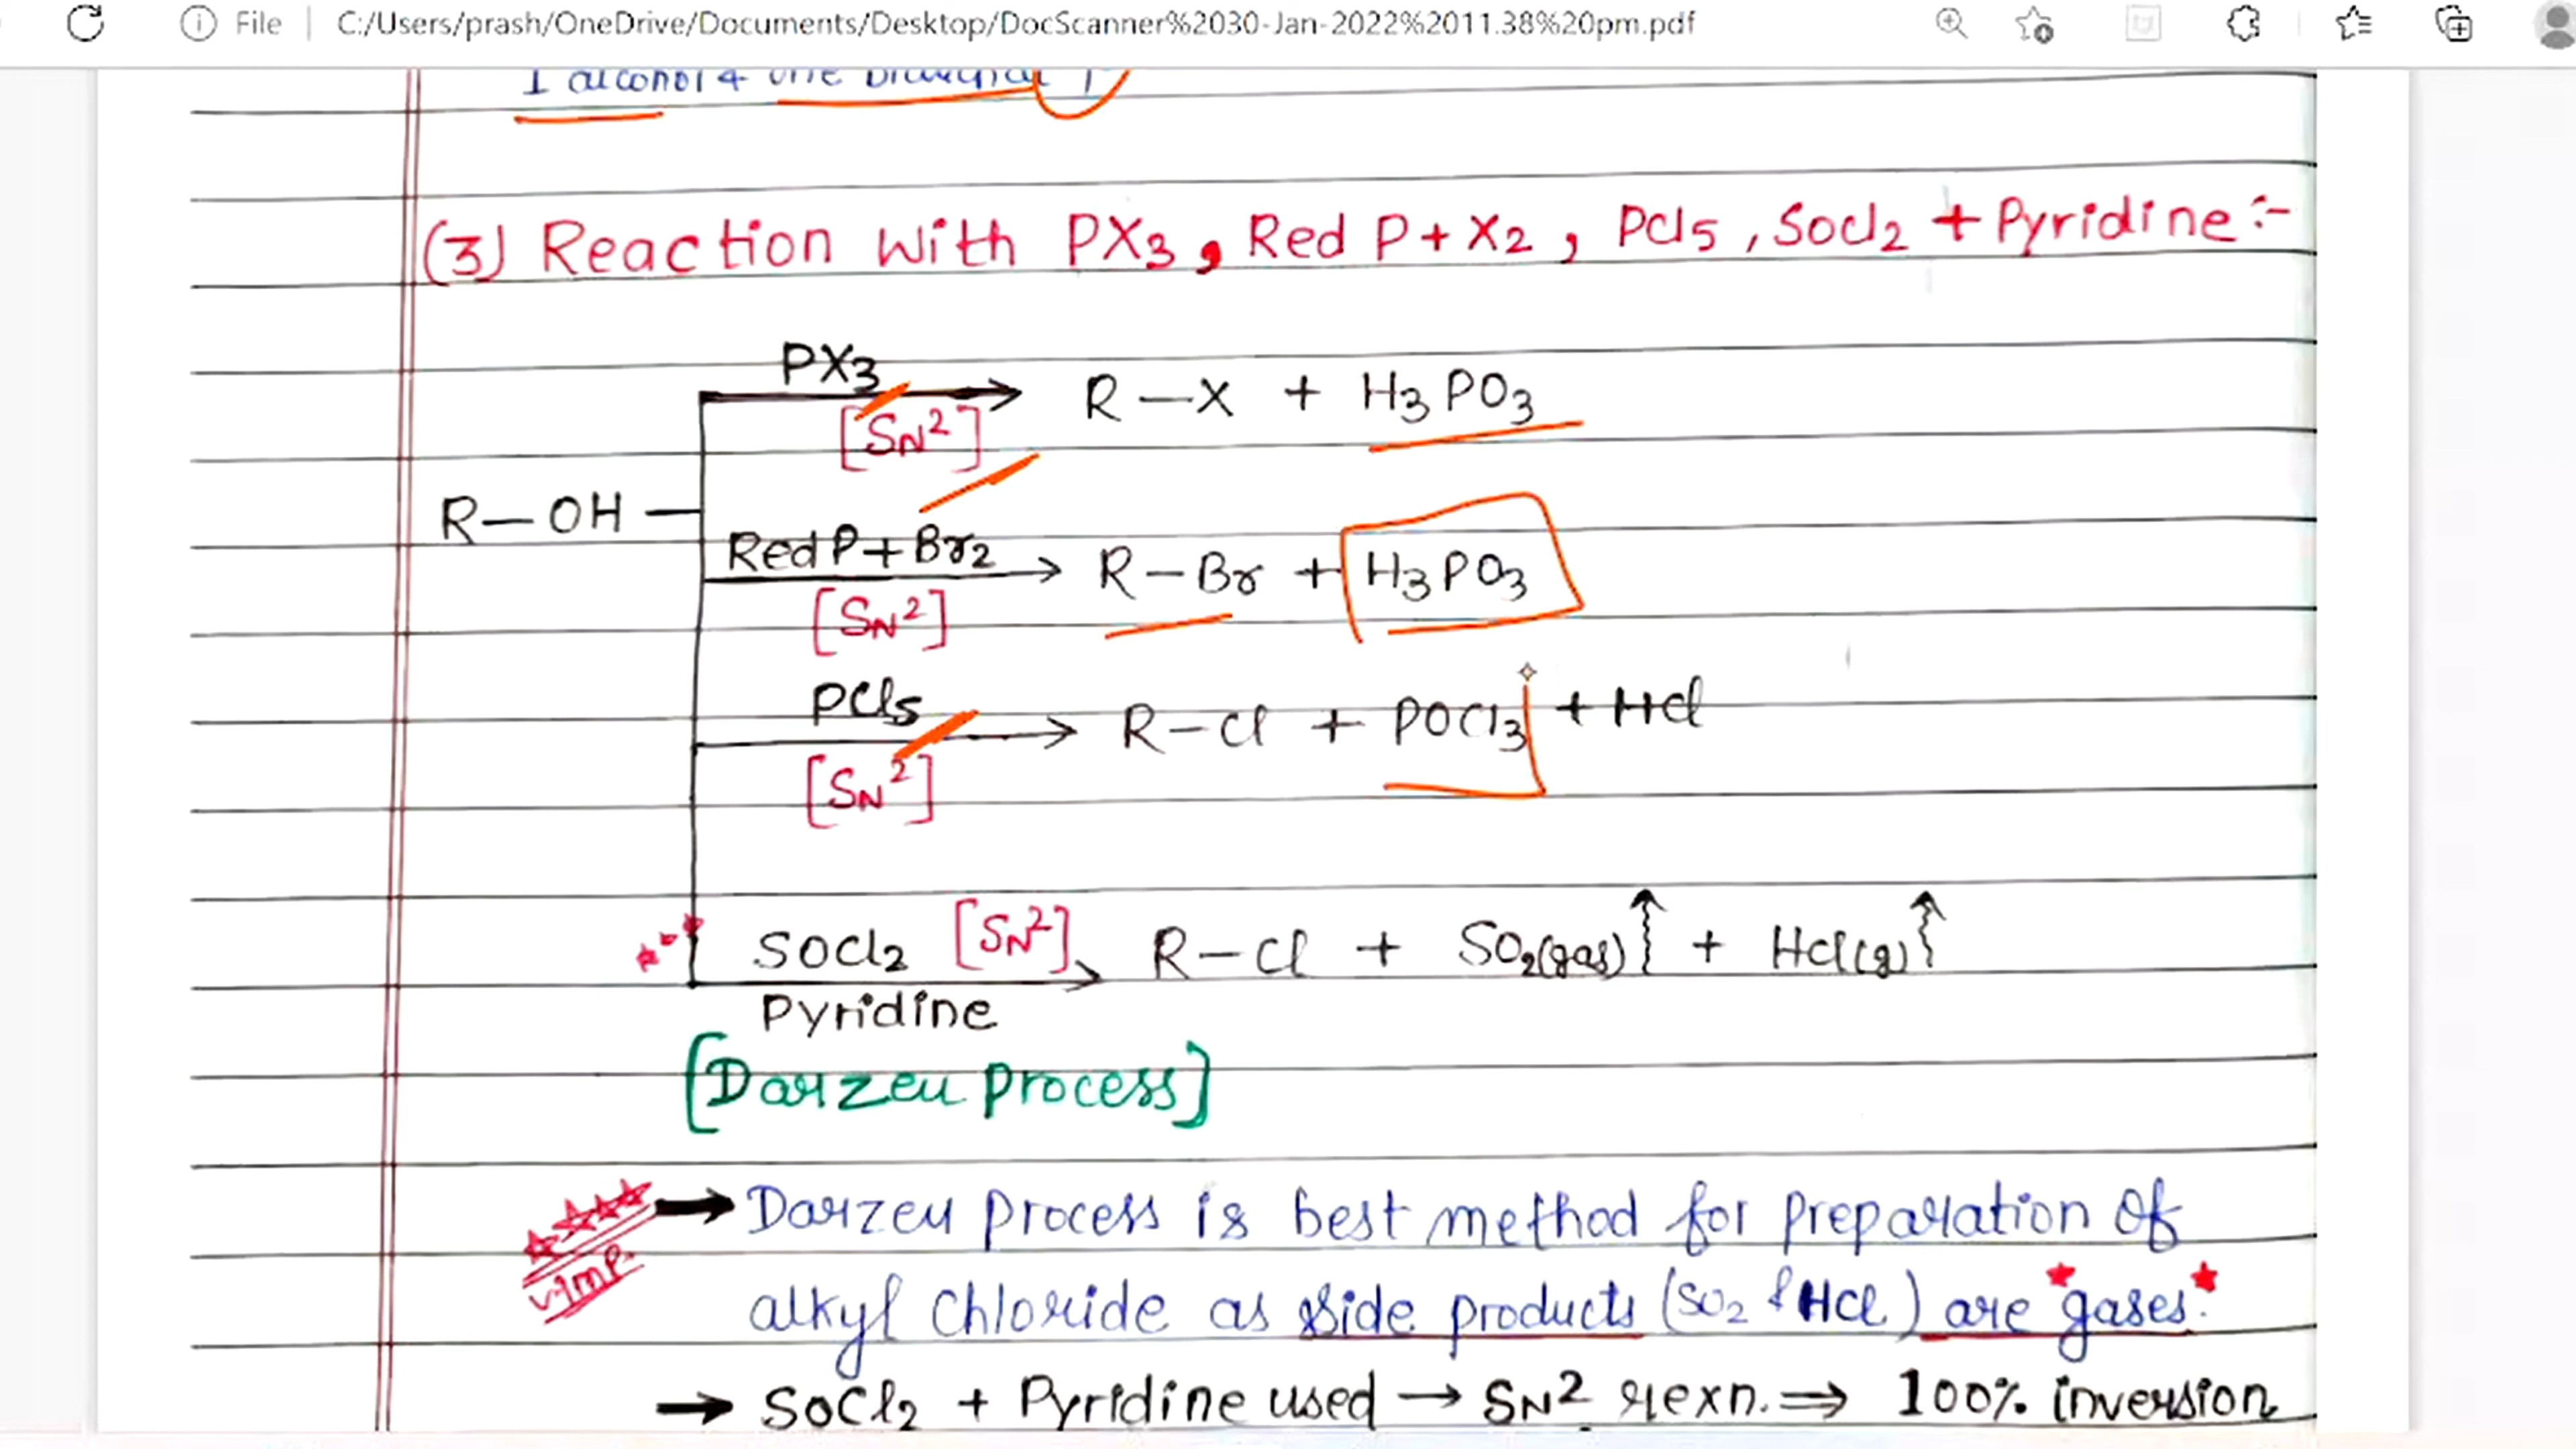 File | C:/Users/prash/OneDrive/Documents/Desktop/DocScanner%2030-Jan-2022%2011.38%20pm.pdf
1 alcohol & one
(3) Reaction with PX3, Red P + X2, PCl5, SOCl2 + Pyridine :-
PX3
[SN2]
R—X + H3PO3
R—OH
Red P + Br2
[SN2]
R—Br + H3PO3
PCl5
[SN2]
R—Cl + POCl3 + HCl
SOCl2 [SN2]
Pyridine
R—Cl + SO2(gas)↑ + HCl(g)↑
[Darzen process]
V.Imp.
→ Darzen process is best method for preparation of
alkyl chloride as side products (SO2 & HCl) are *gases.*
→ SOCl2 + Pyridine used → SN2 rexn. ⇒ 100% inversion